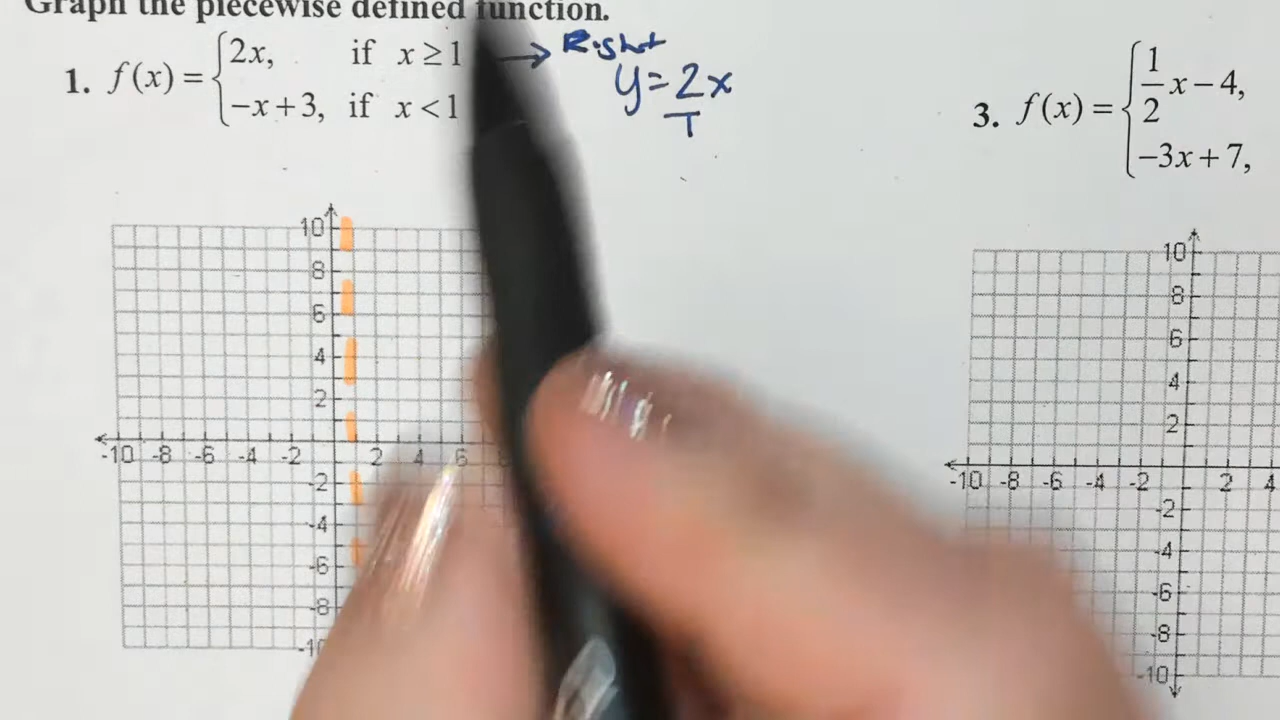 Graph the piecewise defined function.
1. f(x) = { 2x, if x ≥ 1
−x + 3, if x < 1
→ Right
y = 2x
1
3. f(x) = { 1/2 x − 4,
−3x + 7,
10
8
6
4
2
-10 -8 -6 -4 -2 2 4 6
-2
-4
-6
-8
10
8
6
4
2
-10 -8 -6 -4 -2 2 4
-2
-4
-6
-8
-10